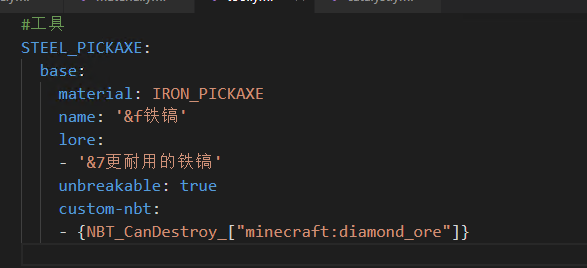 #工具
STEEL_PICKAXE:
base:
material: IRON_PICKAXE
name: '&f铁镐'
lore:
- '&7更耐用的铁镐'
unbreakable: true
custom-nbt:
- {NBT_CanDestroy_["minecraft:diamond_ore"]}